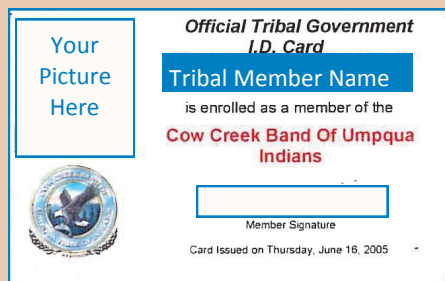 Official Tribal Government
I.D. Card
Your
Picture
Here
Tribal Member Name
is enrolled as a member of the
Cow Creek Band Of Umpqua
Indians
Member Signature
Card Issued on Thursday, June 16, 2005